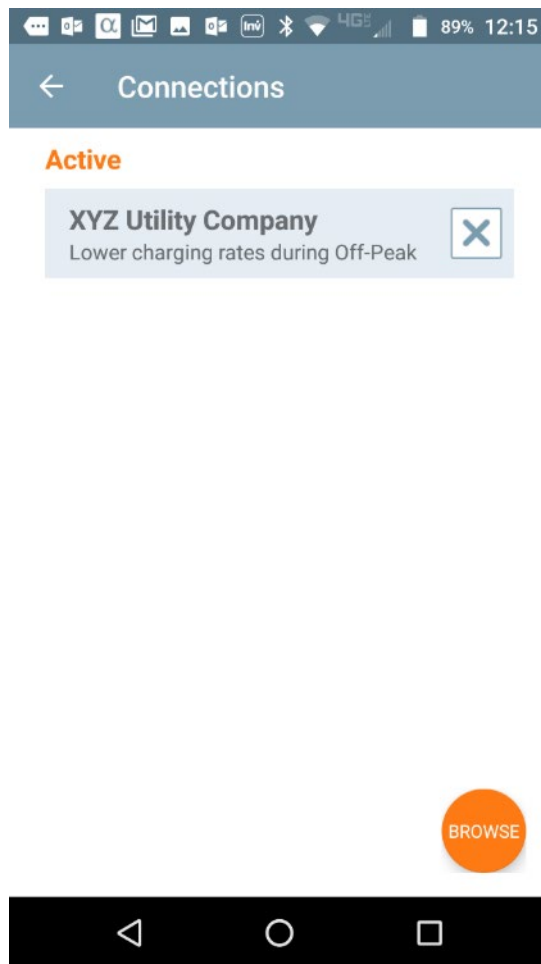 89% 12:15
Connections
Active
XYZ Utility Company
Lower charging rates during Off-Peak
BROWSE